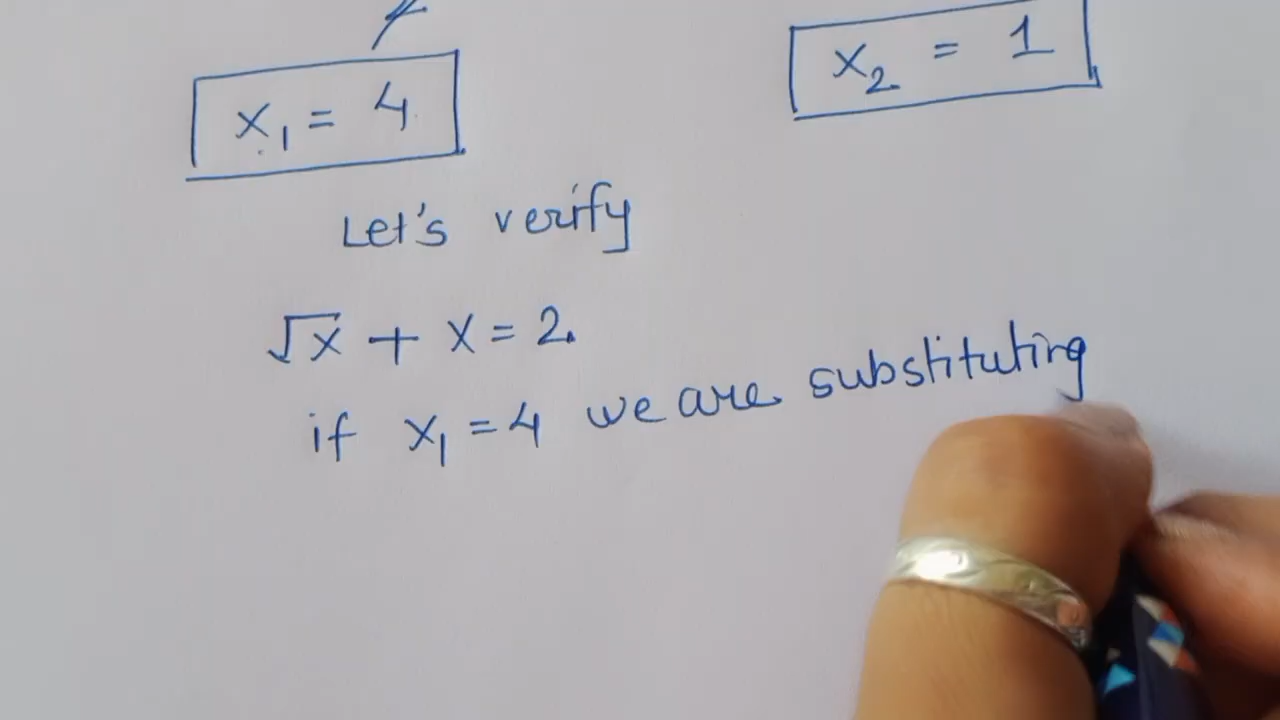 x₁ = 4
x₂ = 1
Let's verify
√x + x = 2.
if x₁ = 4 we are substituting